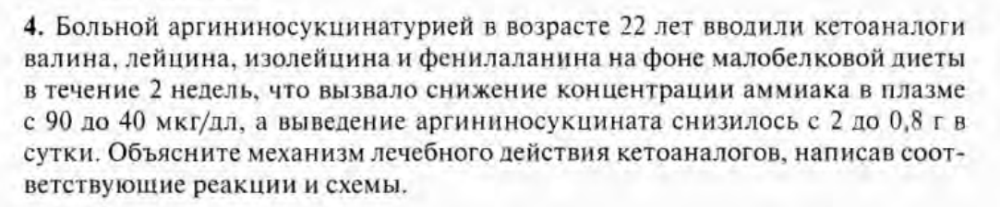 4. Больной аргининосукцинатурией в возрасте 22 лет вводили кетоаналоги
валина, лейцина, изолейцина и фенилаланина на фоне малобелковой диеты
в течение 2 недель, что вызвало снижение концентрации аммиака в плазме
с 90 до 40 мкг/дл, а выведение аргининосукцината снизилось с 2 до 0,8 г в
сутки. Объясните механизм лечебного действия кетоаналогов, написав соот-
ветствующие реакции и схемы.